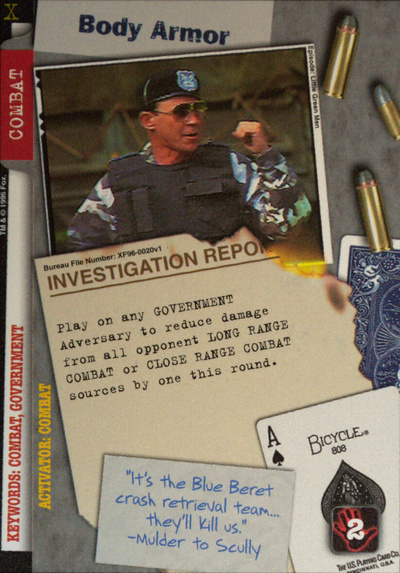 X
Body Armor
COMBAT
Episode: Little Green Men
TM & © 1996 Fox.
Bureau File Number: XF96-0020v1
INVESTIGATION REPO
Play on any GOVERNMENT
Adversary to reduce damage
from all opponent LONG RANGE
COMBAT or CLOSE RANGE COMBAT
sources by one this round.
KEYWORDS: COMBAT, GOVERNMENT
ACTIVATOR: COMBAT
A
BICYCLE®
808
"It's the Blue Beret
crash retrieval team...
they'll kill us."
-Mulder to Scully
2
THE U.S. PLAYING CARD CO.
CINCINNATI, U.S.A.